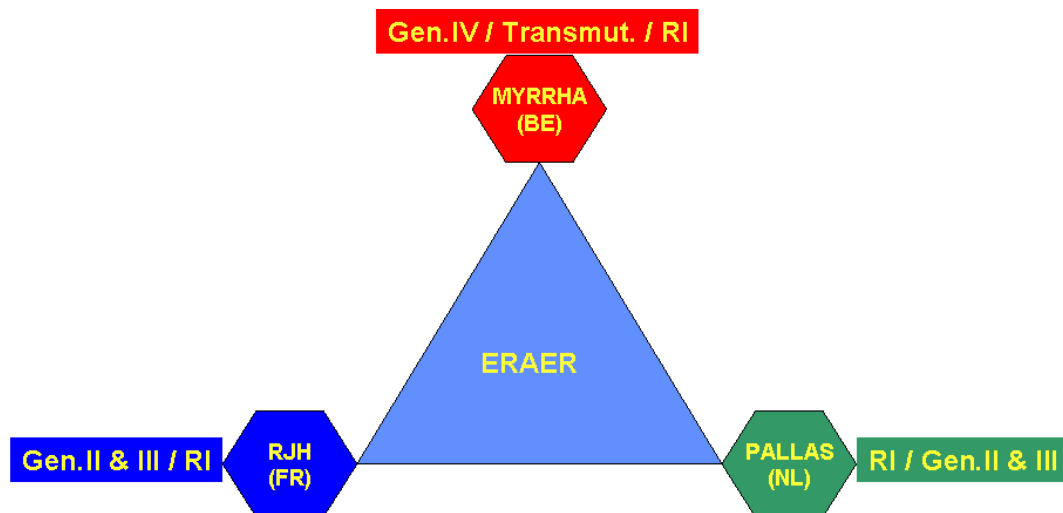 Gen.IV / Transmut. / RI
MYRRHA
(BE)
ERAER
Gen.II & III / RI
RJH
(FR)
PALLAS
(NL)
RI / Gen.II & III